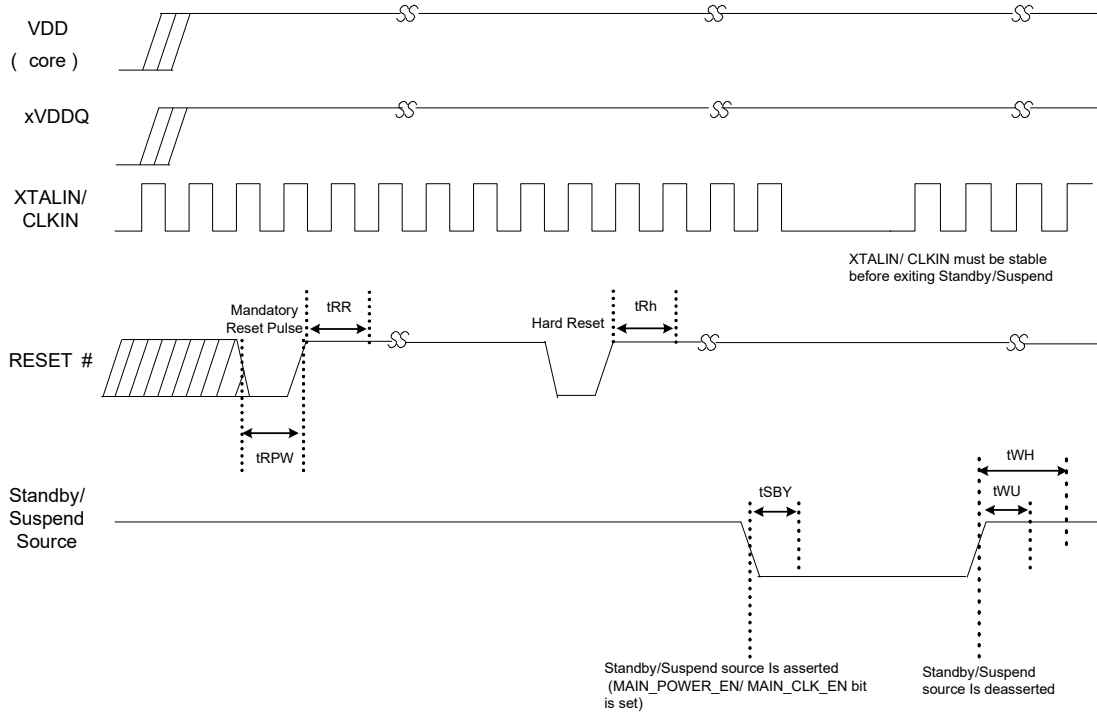 VDD
( core )
xVDDQ
XTALIN/
CLKIN
XTALIN/ CLKIN must be stable
before exiting Standby/Suspend
Mandatory
Reset Pulse
tRR
Hard Reset
tRh
RESET #
tRPW
tWH
Standby/
Suspend
Source
tSBY
tWU
Standby/Suspend source Is asserted
(MAIN_POWER_EN/ MAIN_CLK_EN bit
is set)
Standby/Suspend
source Is deasserted